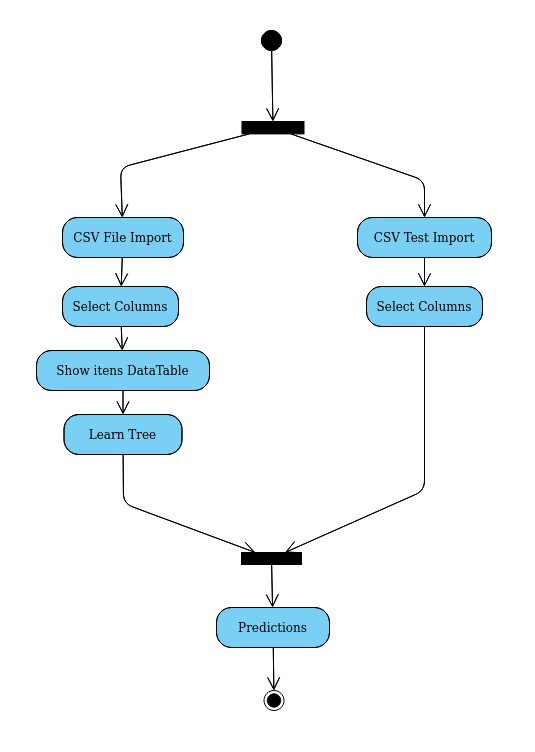 CSV File Import
CSV Test Import
Select Columns
Select Columns
Show itens DataTable
Learn Tree
Predictions